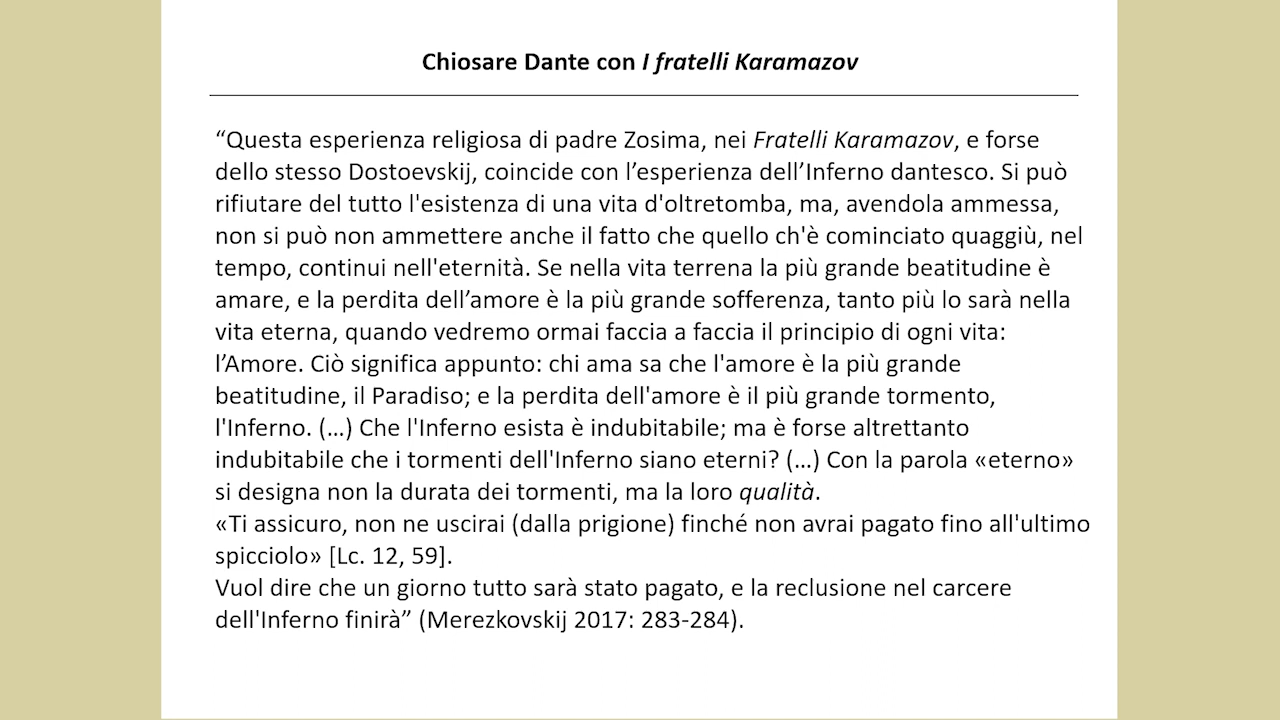 Chiosare Dante con I fratelli Karamazov
“Questa esperienza religiosa di padre Zosima, nei Fratelli Karamazov, e forse
dello stesso Dostoevskij, coincide con l’esperienza dell’Inferno dantesco. Si può
rifiutare del tutto l'esistenza di una vita d'oltretomba, ma, avendola ammessa,
non si può non ammettere anche il fatto che quello ch'è cominciato quaggiù, nel
tempo, continui nell'eternità. Se nella vita terrena la più grande beatitudine è
amare, e la perdita dell’amore è la più grande sofferenza, tanto più lo sarà nella
vita eterna, quando vedremo ormai faccia a faccia il principio di ogni vita:
l’Amore. Ciò significa appunto: chi ama sa che l'amore è la più grande
beatitudine, il Paradiso; e la perdita dell'amore è il più grande tormento,
l'Inferno. (…) Che l'Inferno esista è indubitabile; ma è forse altrettanto
indubitabile che i tormenti dell'Inferno siano eterni? (…) Con la parola «eterno»
si designa non la durata dei tormenti, ma la loro qualità.
«Ti assicuro, non ne uscirai (dalla prigione) finché non avrai pagato fino all'ultimo
spicciolo» [Lc. 12, 59].
Vuol dire che un giorno tutto sarà stato pagato, e la reclusione nel carcere
dell'Inferno finirà” (Merezkovskij 2017: 283-284).